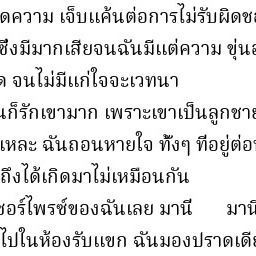 ดความ เจ็บแค้นต่อการไม่รับผิดช
ซึ่งมีมากเสียจนฉันมีแต่ความ ขุ่น
จนไม่มีแก่ใจจะเวทนา
ก็รักเขามาก เพราะเขาเป็นลูกชาย
เหละ ฉันถอนหายใจ ทั้งๆ ที่อยู่ต่อ
ถึงได้เกิดมาไม่เหมือนกัน
ซอร์ไพรซ์ของฉันเลย มานี มานิ
ไปในห้องรับแขก ฉันมองปราดเดีย